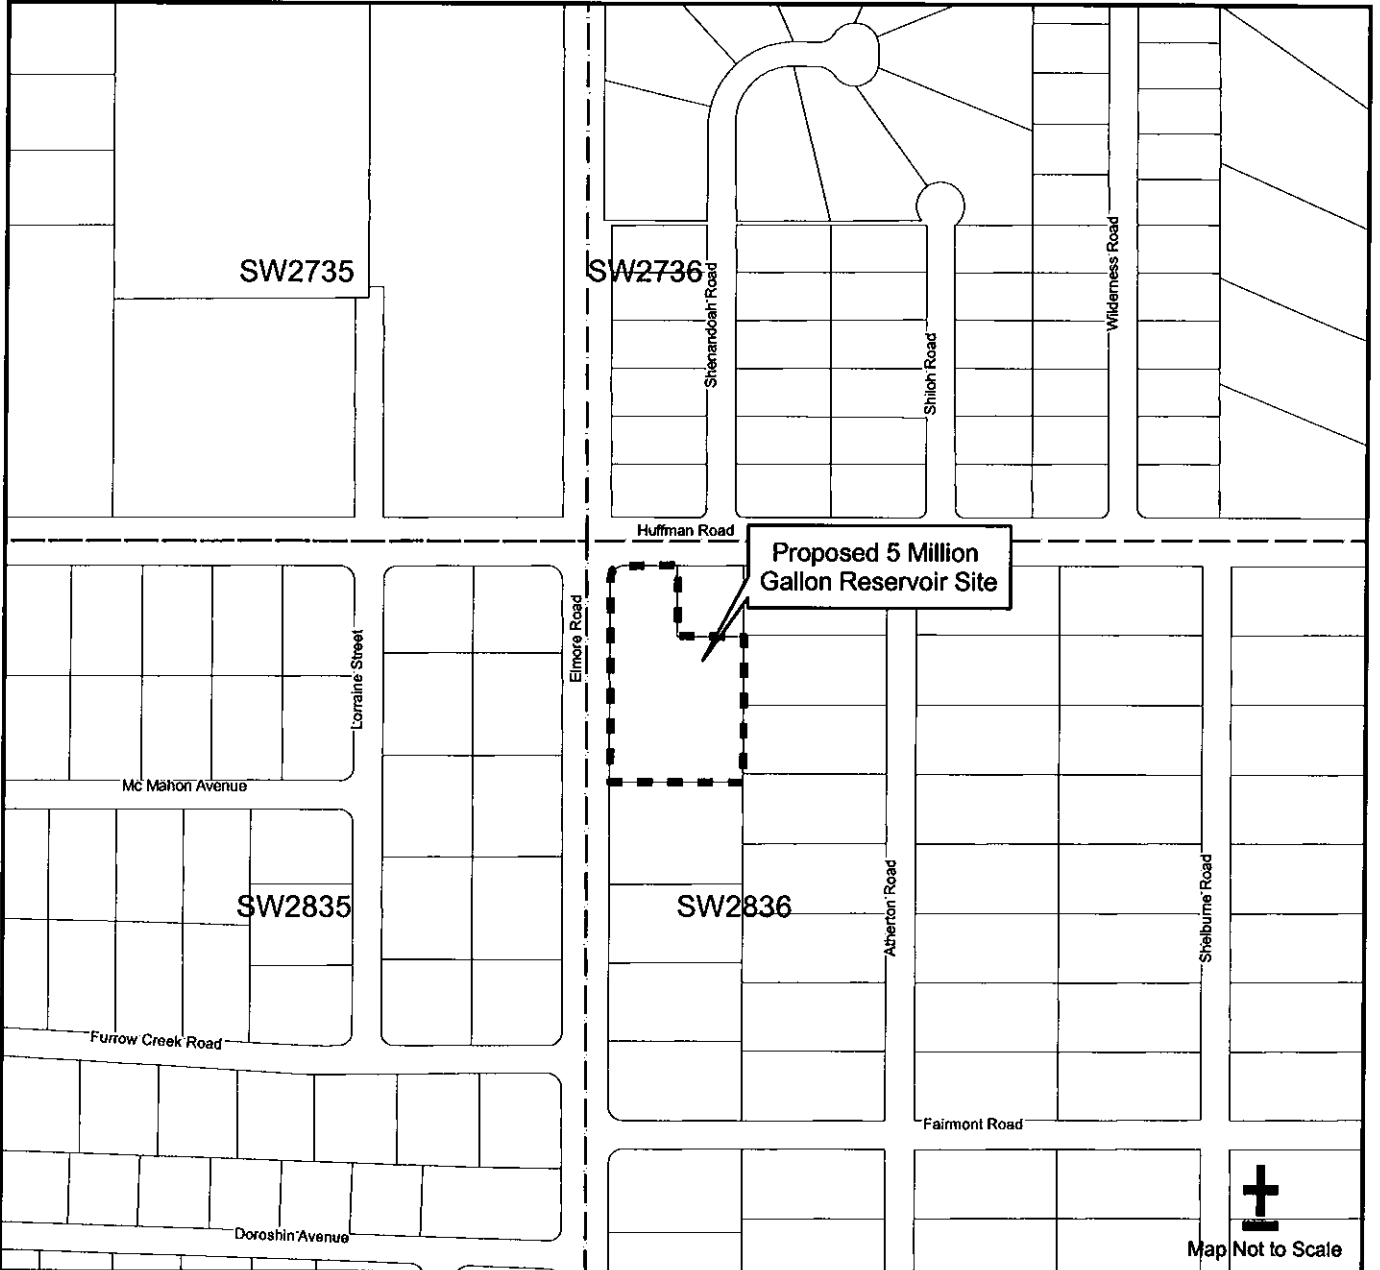 SW2735
SW2736
Shenandoah Road
Shiloh Road
Wilderness Road
Huffman Road
Proposed 5 Million
Gallon Reservoir Site
Lorraine Street
Elmore Road
Mc Mahon Avenue
SW2835
SW2836
Atherton Road
Shelburne Road
Furrow Creek Road
Fairmont Road
Doroshin Avenue
Map Not to Scale